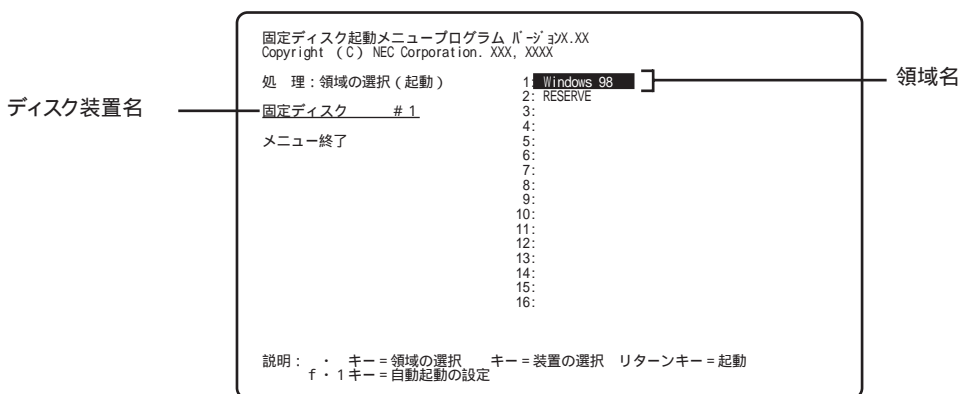 固定ディスク起動メニュープログラム バージョンX.XX
Copyright (C) NEC Corporation. XXX, XXXX
処 理:領域の選択(起動)
ディスク装置名
固定ディスク #1
メニュー終了
1: Windows 98
領域名
2: RESERVE
3:
4:
5:
6:
7:
8:
9:
10:
11:
12:
13:
14:
15:
16:
説明: ・ キー=領域の選択 キー=装置の選択 リターンキー=起動
f・1キー=自動起動の設定